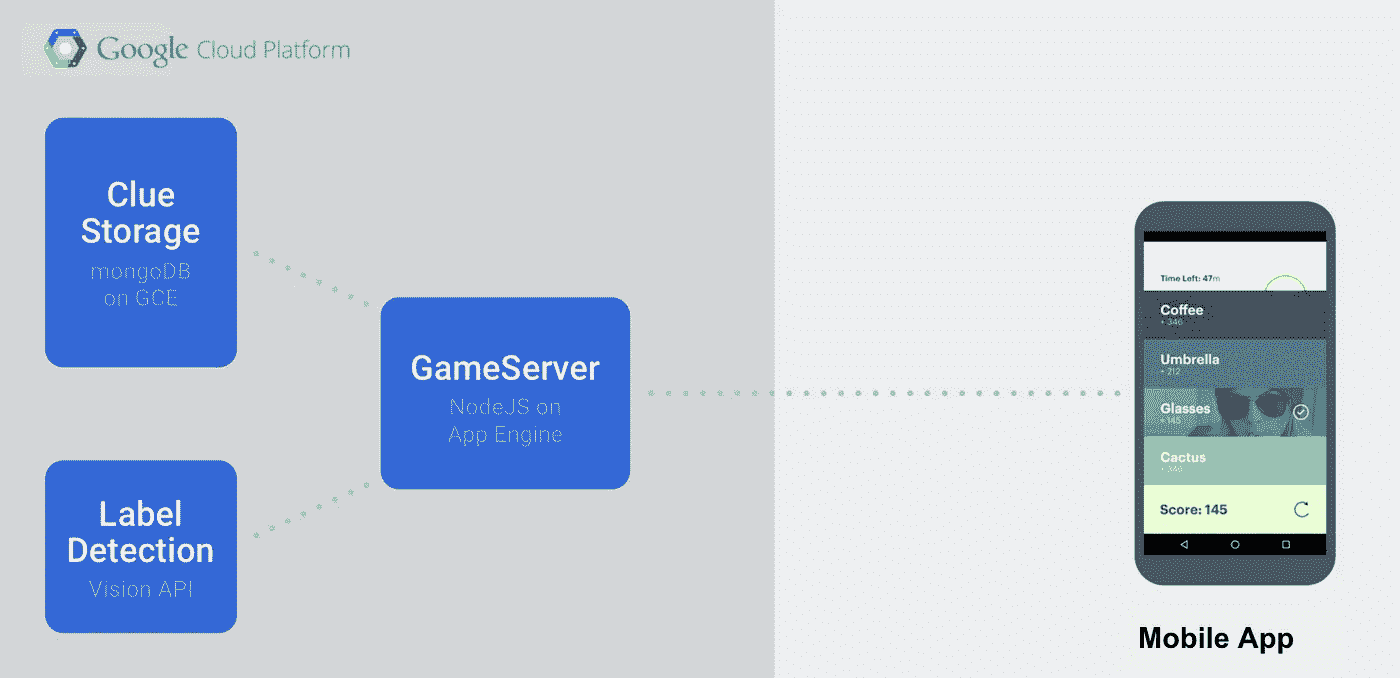 Google Cloud Platform
Clue
Storage
mongoDB
on GCE
Label
Detection
Vision API
GameServer
NodeJS on
App Engine
Time Left: 47m
Coffee
+ 346
Umbrella
+ 212
Glasses
+ 145
Cactus
+ 346
Score: 145
Mobile App